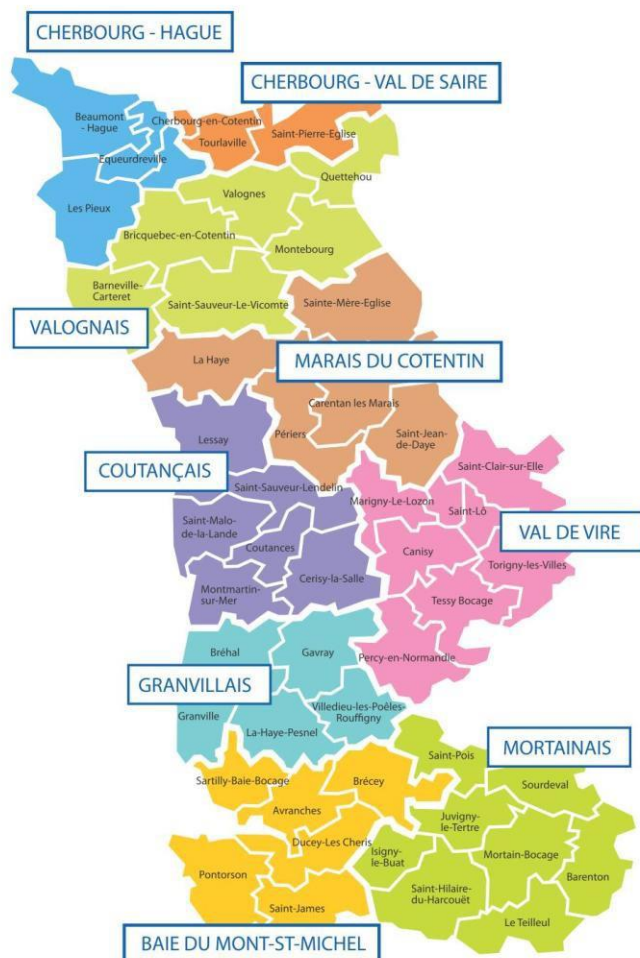 CHERBOURG - HAGUE
CHERBOURG - VAL DE SAIRE
Beaumont
- Hague
Cherbourg-en-Cotentin
Tourlaville
Saint-Pierre-Eglise
Equeurdreville
Quettehou
Valognes
Les Pieux
Bricquebec-en-Cotentin
Montebourg
Barneville-
Carteret
Saint-Sauveur-Le-Vicomte
Sainte-Mère-Eglise
VALOGNAIS
La Haye
MARAIS DU COTENTIN
Carentan les Marais
Périers
Saint-Jean-
de-Daye
Lessay
COUTANÇAIS
Saint-Clair-sur-Elle
Saint-Sauveur-Lendelin
Marigny-Le-Lozon
Saint-Lô
VAL DE VIRE
Saint-Malo-
de-la-Lande
Coutances
Canisy
Torigny-les-Villes
Cerisy-la-Salle
Montmartin-
sur-Mer
Tessy Bocage
Bréhal
Gavray
Percy-en-Normandie
GRANVILLAIS
Granville
Villedieu-les-Poêles-
Rouffigny
La-Haye-Pesnel
Saint-Pois
MORTAINAIS
Sartilly-Baie-Bocage
Brécey
Sourdeval
Avranches
Juvigny-
le-Tertre
Ducey-Les Cheris
Isigny-
le-Buat
Mortain-Bocage
Barenton
Pontorson
Saint-Hilaire-
du-Harcouët
Saint-James
Le Teilleul
BAIE DU MONT-ST-MICHEL